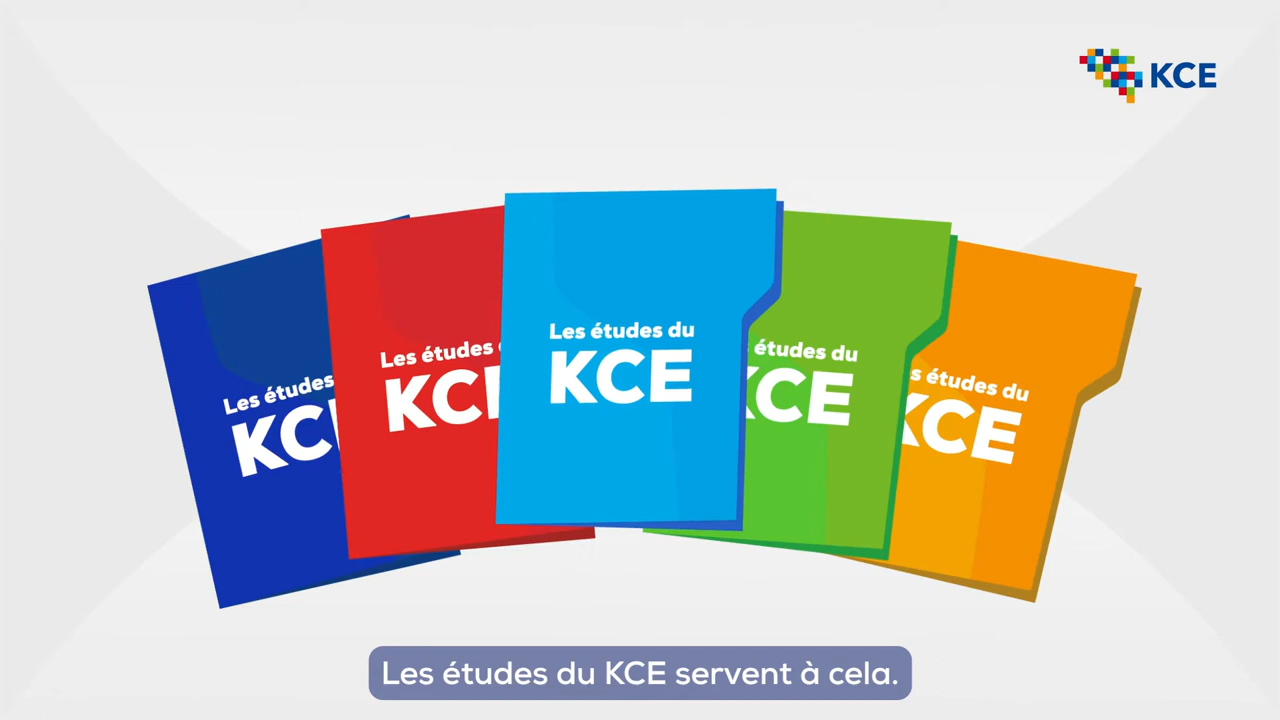 KCE
Les études
KC
Les études
KCE
Les études du
KCE
études du
KCE
études du
KCE
Les études du KCE servent à cela.